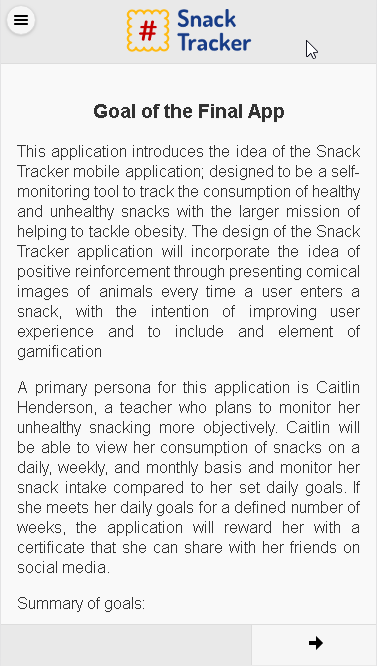 #
Snack
Tracker
Goal of the Final App
This application introduces the idea of the Snack
Tracker mobile application; designed to be a self-
monitoring tool to track the consumption of healthy
and unhealthy snacks with the larger mission of
helping to tackle obesity. The design of the Snack
Tracker application will incorporate the idea of
positive reinforcement through presenting comical
images of animals every time a user enters a
snack, with the intention of improving user
experience and to include and element of
gamification
A primary persona for this application is Caitlin
Henderson, a teacher who plans to monitor her
unhealthy snacking more objectively. Caitlin will
be able to view her consumption of snacks on a
daily, weekly, and monthly basis and monitor her
snack intake compared to her set daily goals. If
she meets her daily goals for a defined number of
weeks, the application will reward her with a
certificate that she can share with her friends on
social media.
Summary of goals: